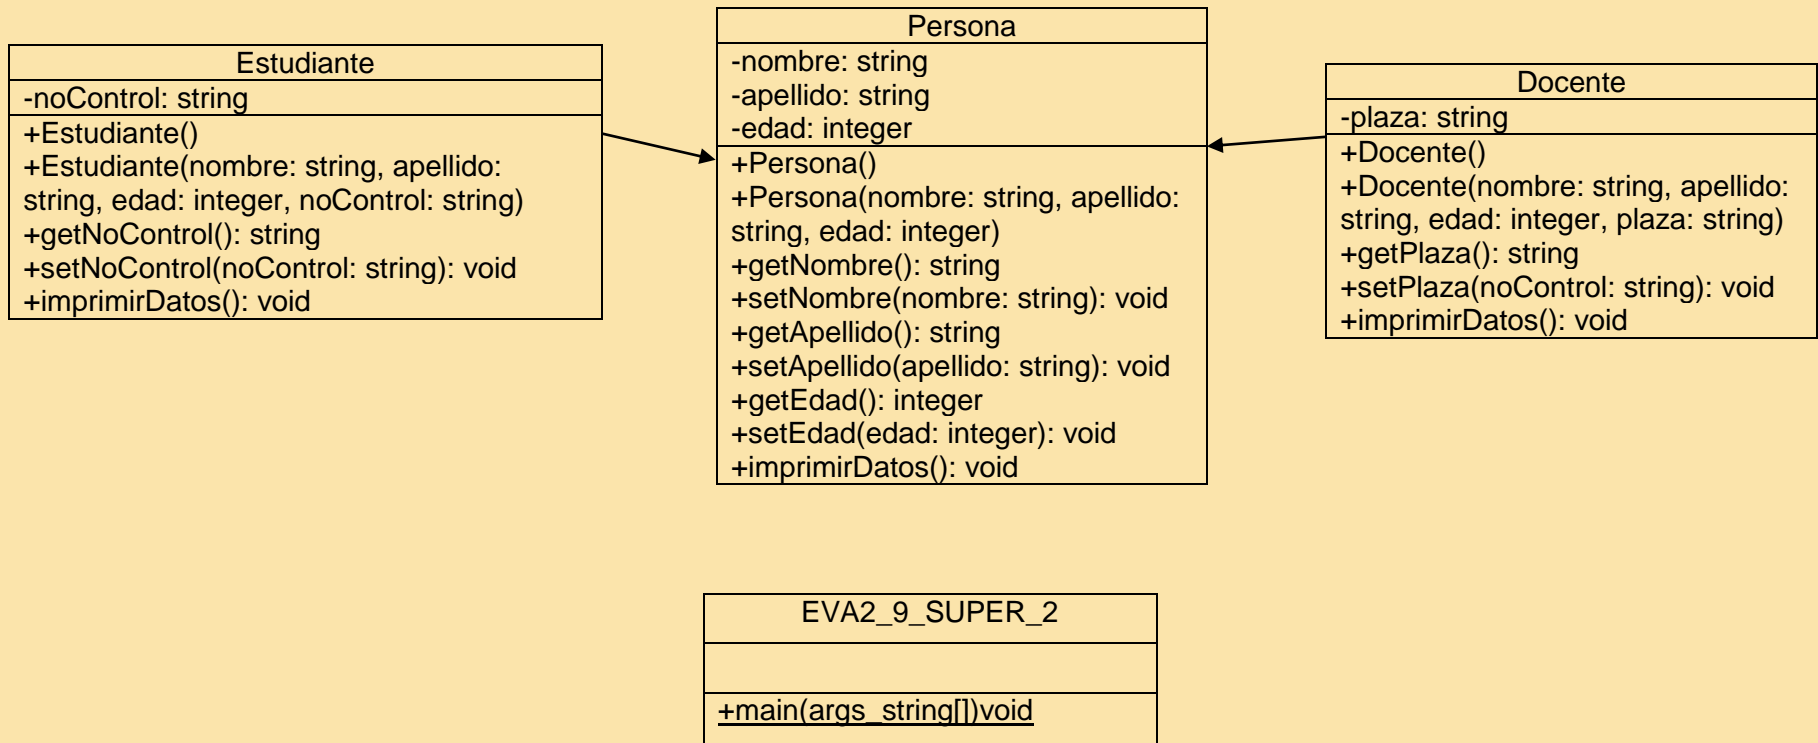 Estudiante
-noControl: string
+Estudiante()
+Estudiante(nombre: string, apellido:
string, edad: integer, noControl: string)
+getNoControl(): string
+setNoControl(noControl: string): void
+imprimirDatos(): void
Persona
-nombre: string
-apellido: string
-edad: integer
+Persona()
+Persona(nombre: string, apellido:
string, edad: integer)
+getNombre(): string
+setNombre(nombre: string): void
+getApellido(): string
+setApellido(apellido: string): void
+getEdad(): integer
+setEdad(edad: integer): void
+imprimirDatos(): void
Docente
-plaza: string
+Docente()
+Docente(nombre: string, apellido:
string, edad: integer, plaza: string)
+getPlaza(): string
+setPlaza(noControl: string): void
+imprimirDatos(): void
EVA2_9_SUPER_2
+main(args_string[])void